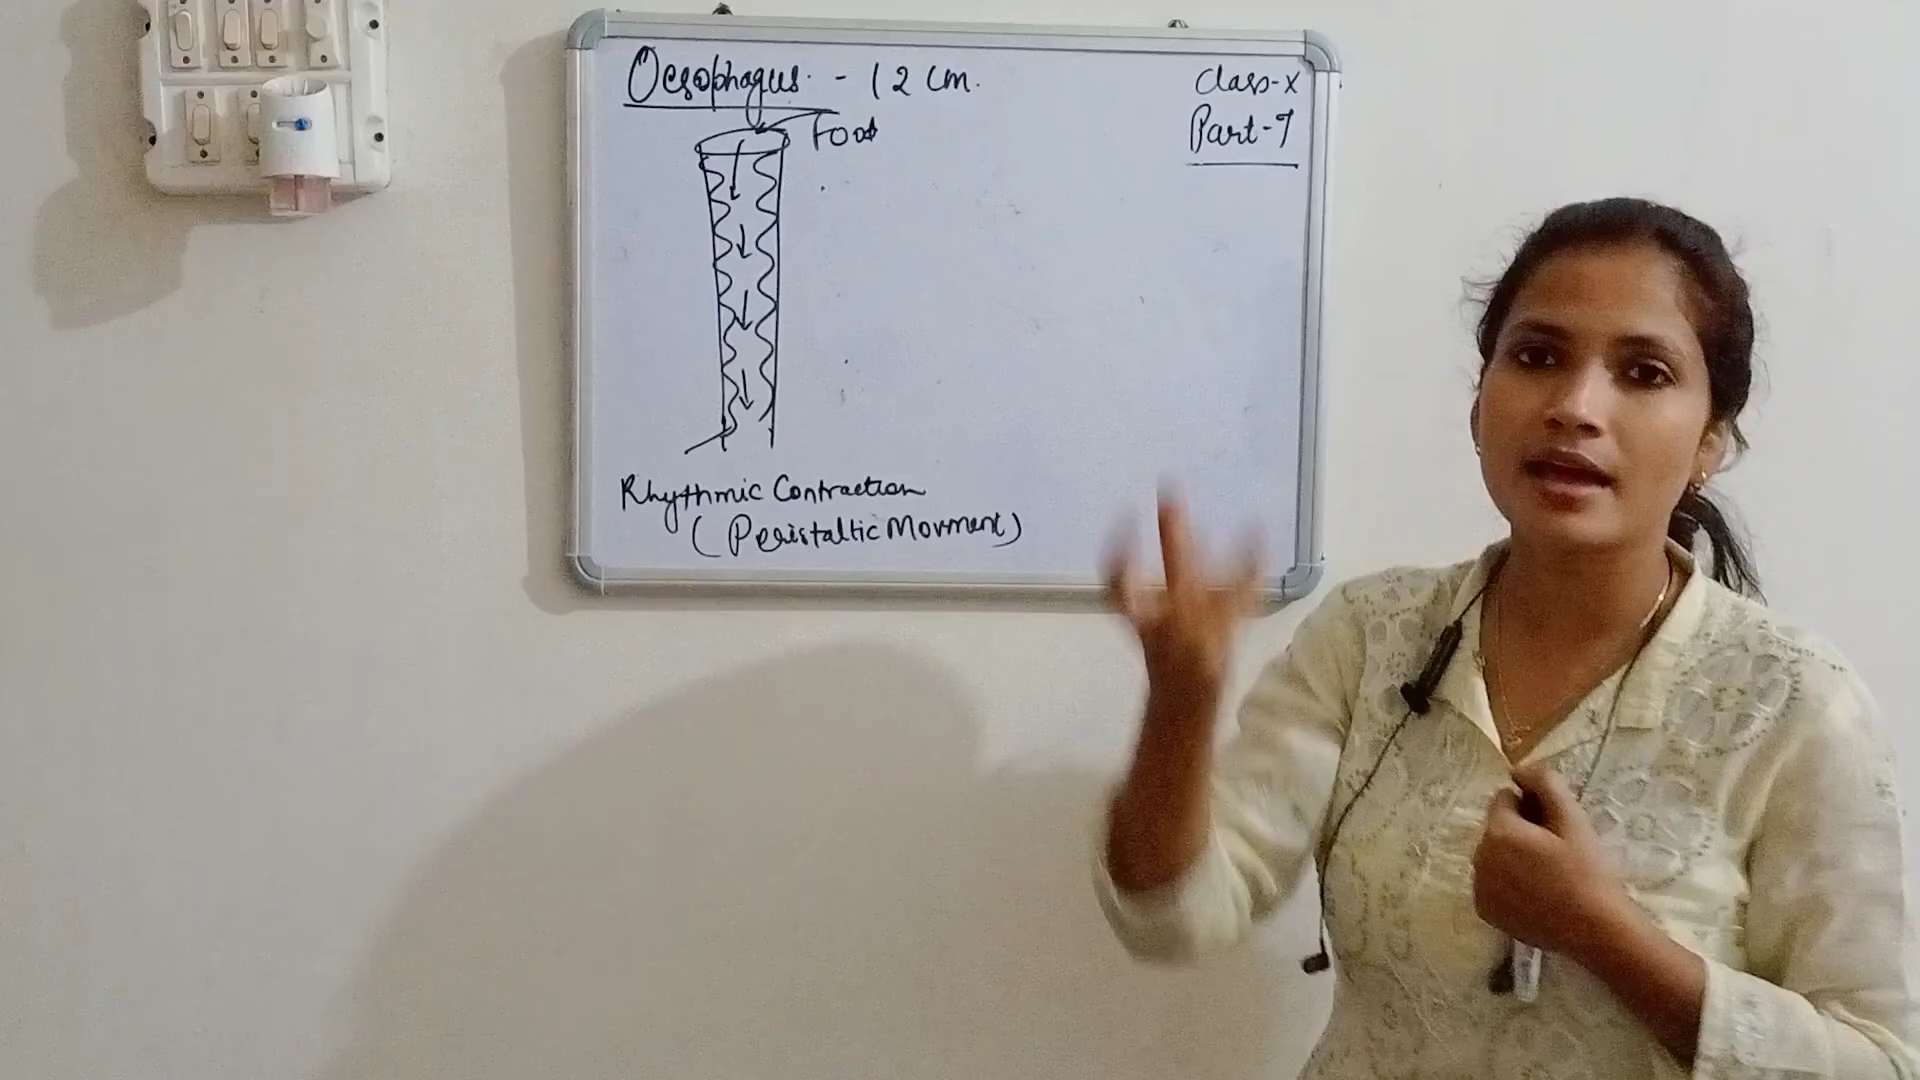 Oesophagus. - 12 cm.
Class-X
Part-7
Food
Rhythmic Contraction
(Peristaltic Movment)